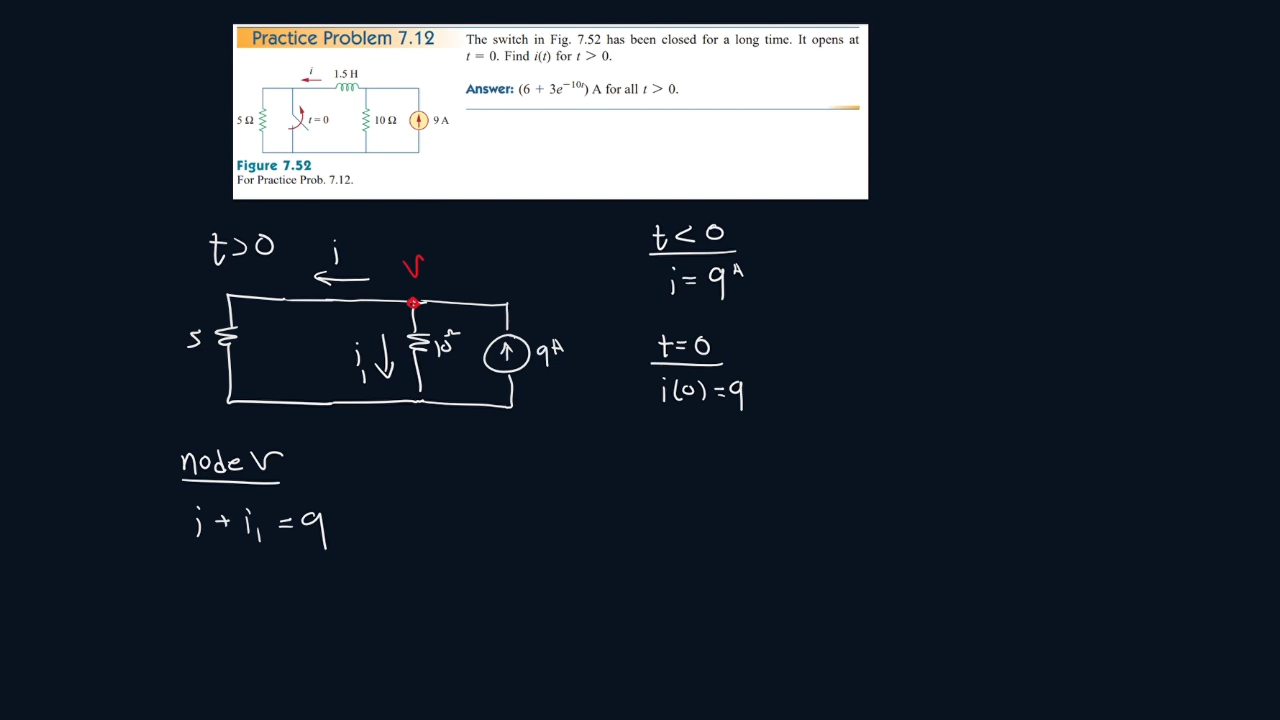 Practice Problem 7.12
The switch in Fig. 7.52 has been closed for a long time. It opens at
t = 0. Find i(t) for t > 0.
Answer: (6 + 3e^{−10t}) A for all t > 0.
i
1.5 H
5 Ω
t = 0
10 Ω
9 A
Figure 7.52
For Practice Prob. 7.12.
t>0
i
V
5
i₁
10Ω
9A
node V
i + i₁ = 9
t < 0
i = 9A
t=0
i(0) = 9